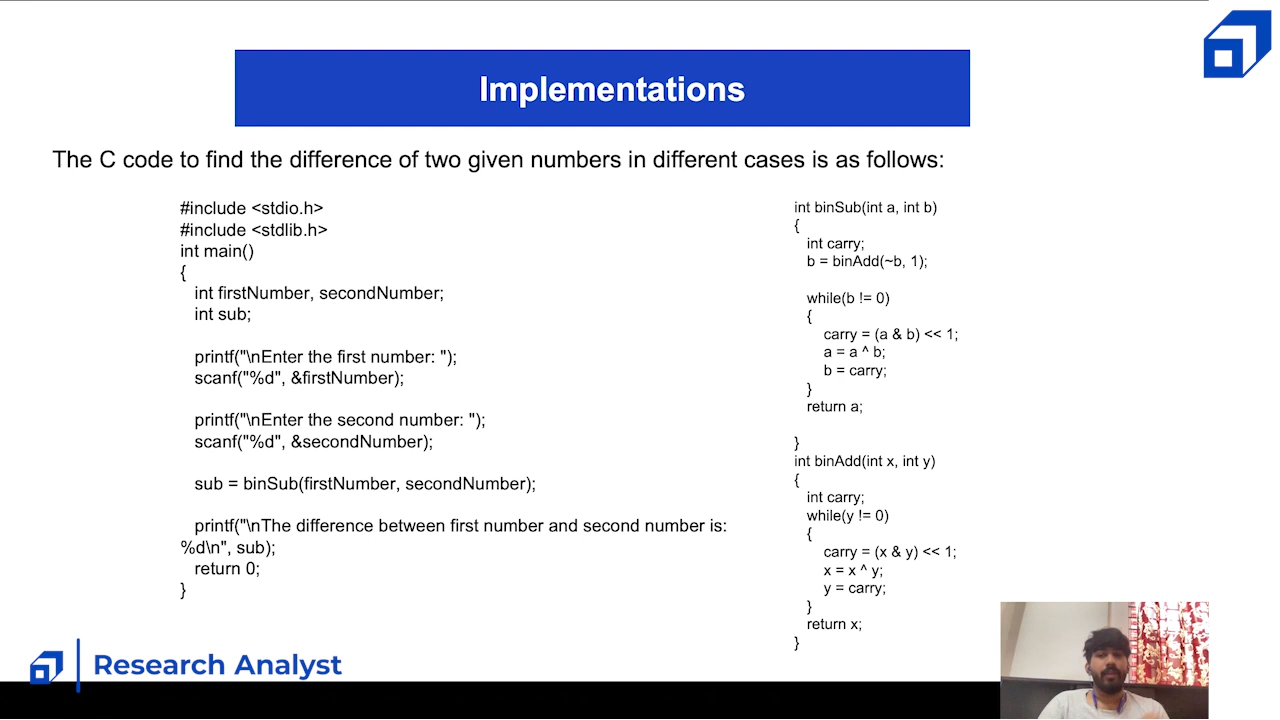 Implementations
The C code to find the difference of two given numbers in different cases is as follows:
#include <stdio.h>
#include <stdlib.h>
int main()
{
int firstNumber, secondNumber;
int sub;
printf("\nEnter the first number: ");
scanf("%d", &firstNumber);
printf("\nEnter the second number: ");
scanf("%d", &secondNumber);
sub = binSub(firstNumber, secondNumber);
printf("\nThe difference between first number and second number is:
%d\n", sub);
return 0;
}
int binSub(int a, int b)
{
int carry;
b = binAdd(~b, 1);
while(b != 0)
{
carry = (a & b) << 1;
a = a ^ b;
b = carry;
}
return a;
}
int binAdd(int x, int y)
{
int carry;
while(y != 0)
{
carry = (x & y) << 1;
x = x ^ y;
y = carry;
}
return x;
}
Research Analyst